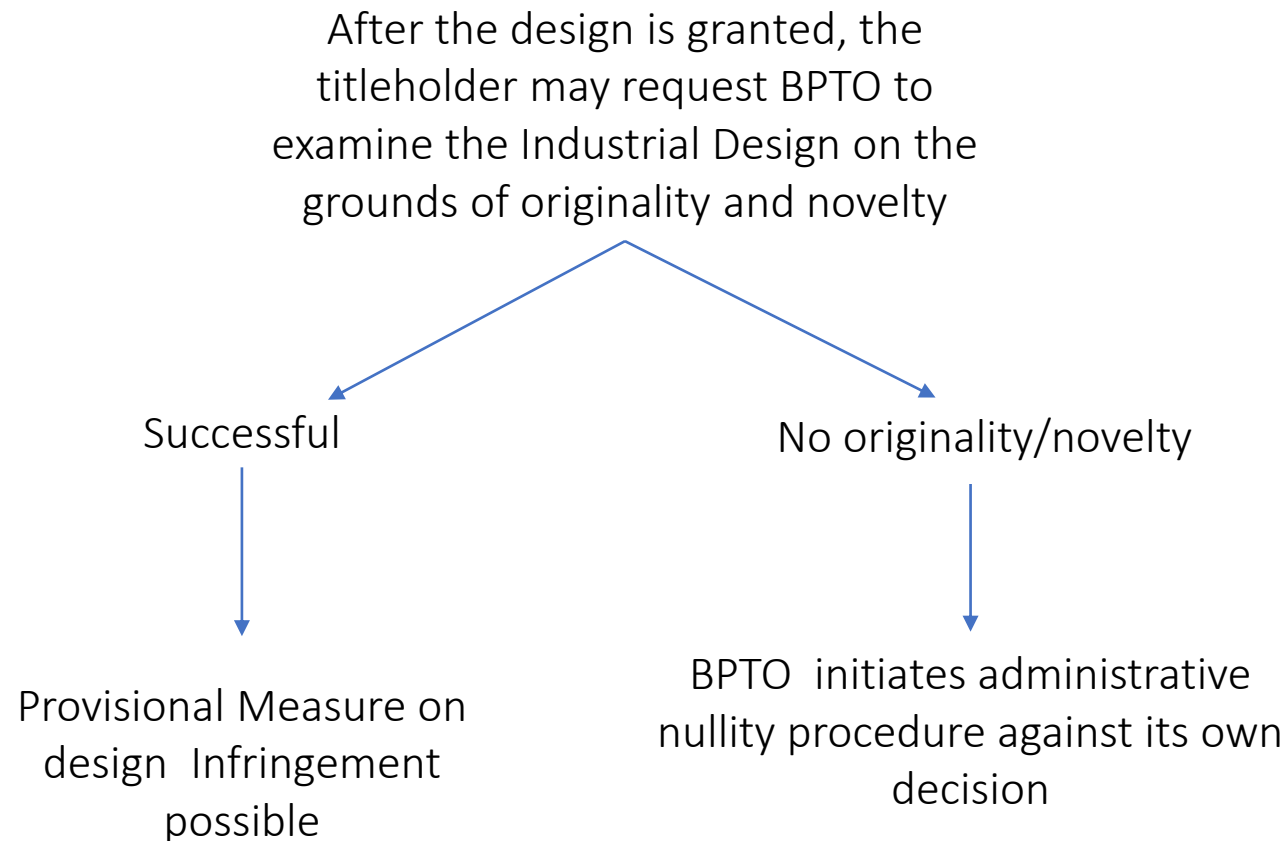 After the design is granted, the
titleholder may request BPTO to
examine the Industrial Design on the
grounds of originality and novelty
Successful
No originality/novelty
Provisional Measure on
design  Infringement
possible
BPTO  initiates administrative
nullity procedure against its own
decision